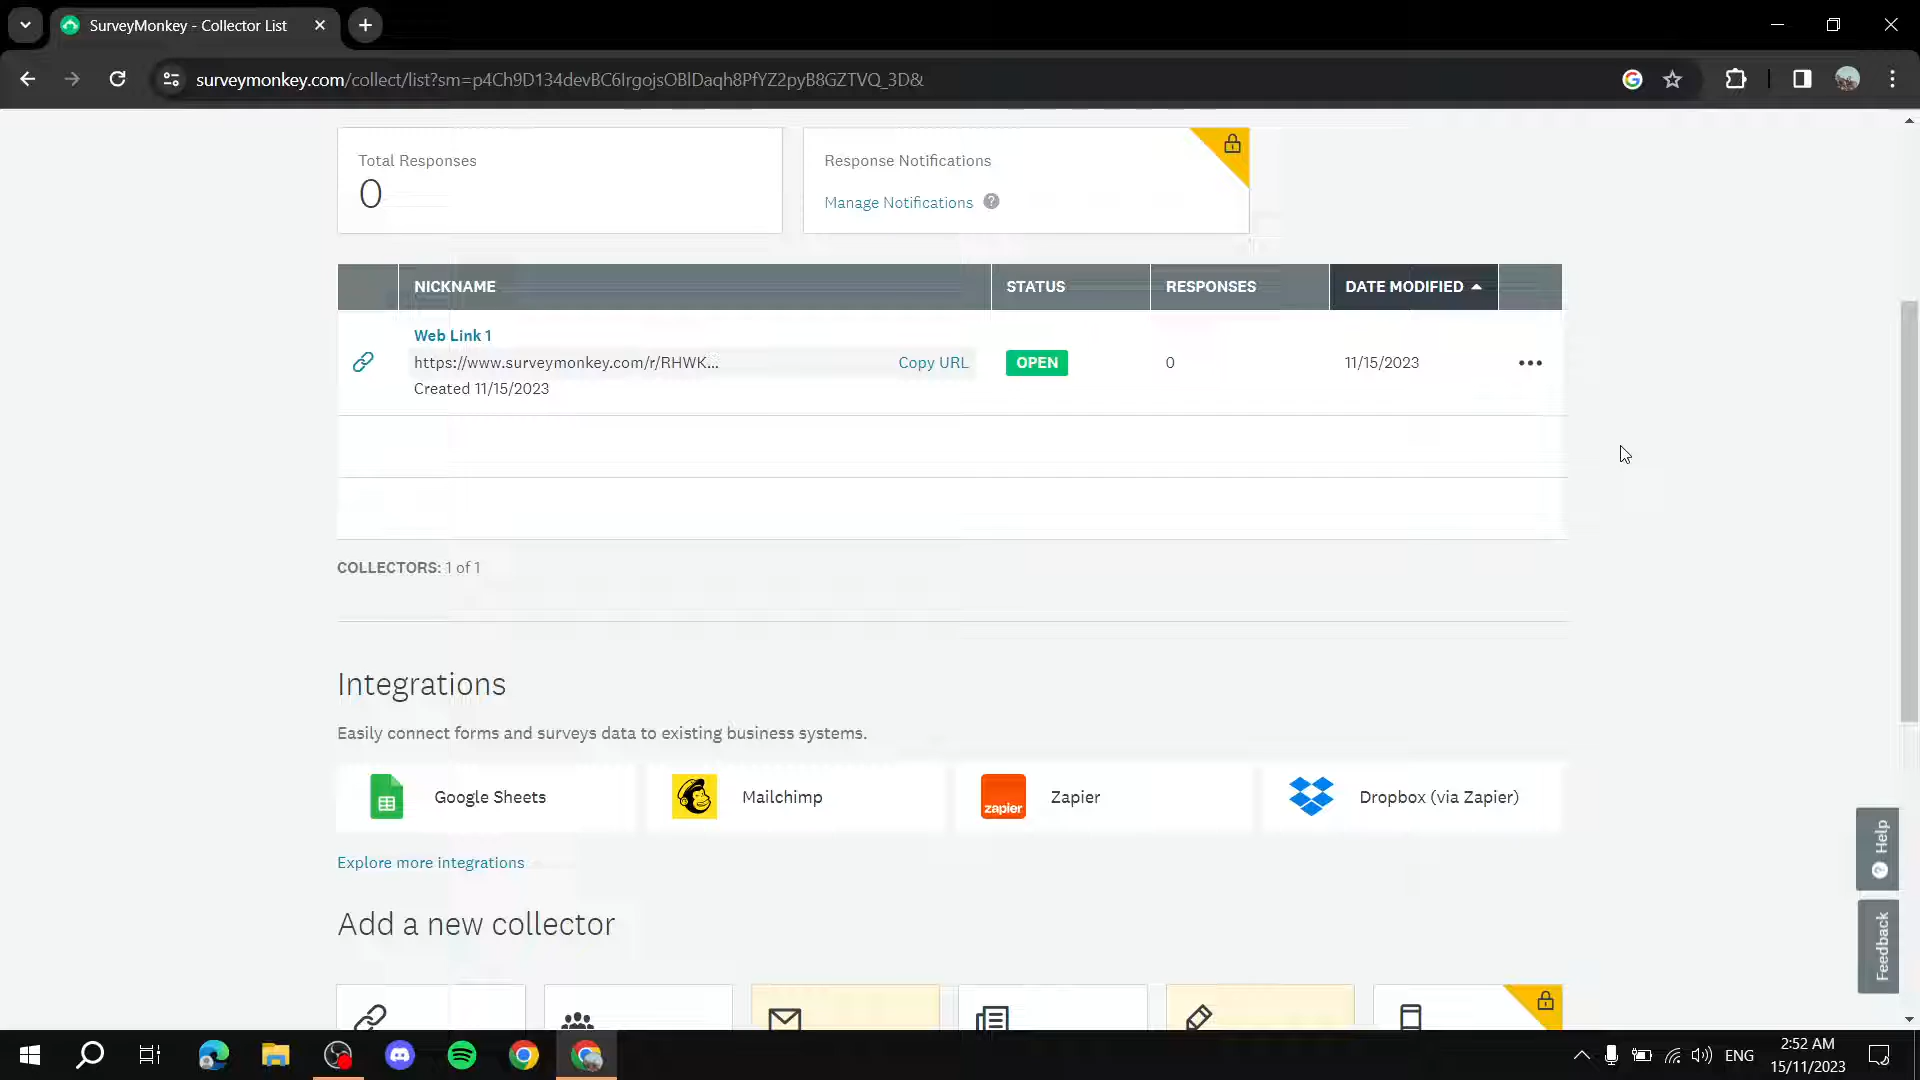 SurveyMonkey - Collector List
surveymonkey.com/collect/list?sm=p4Ch9D134devBC6IrgojsOBlDaqh8PfYZ2pyB8GZTVQ_3D&
Total Responses
0
Response Notifications
Manage Notifications ?
NICKNAME STATUS RESPONSES DATE MODIFIED
Web Link 1
https://www.surveymonkey.com/r/RHWK... Copy URL OPEN 0 11/15/2023
Created 11/15/2023
COLLECTORS: 1 of 1
Integrations
Easily connect forms and surveys data to existing business systems.
Google Sheets
zapier
Mailchimp
Zapier
Dropbox (via Zapier)
Explore more integrations
Add a new collector
? Help
Feedback
ENG
2:52 AM
15/11/2023